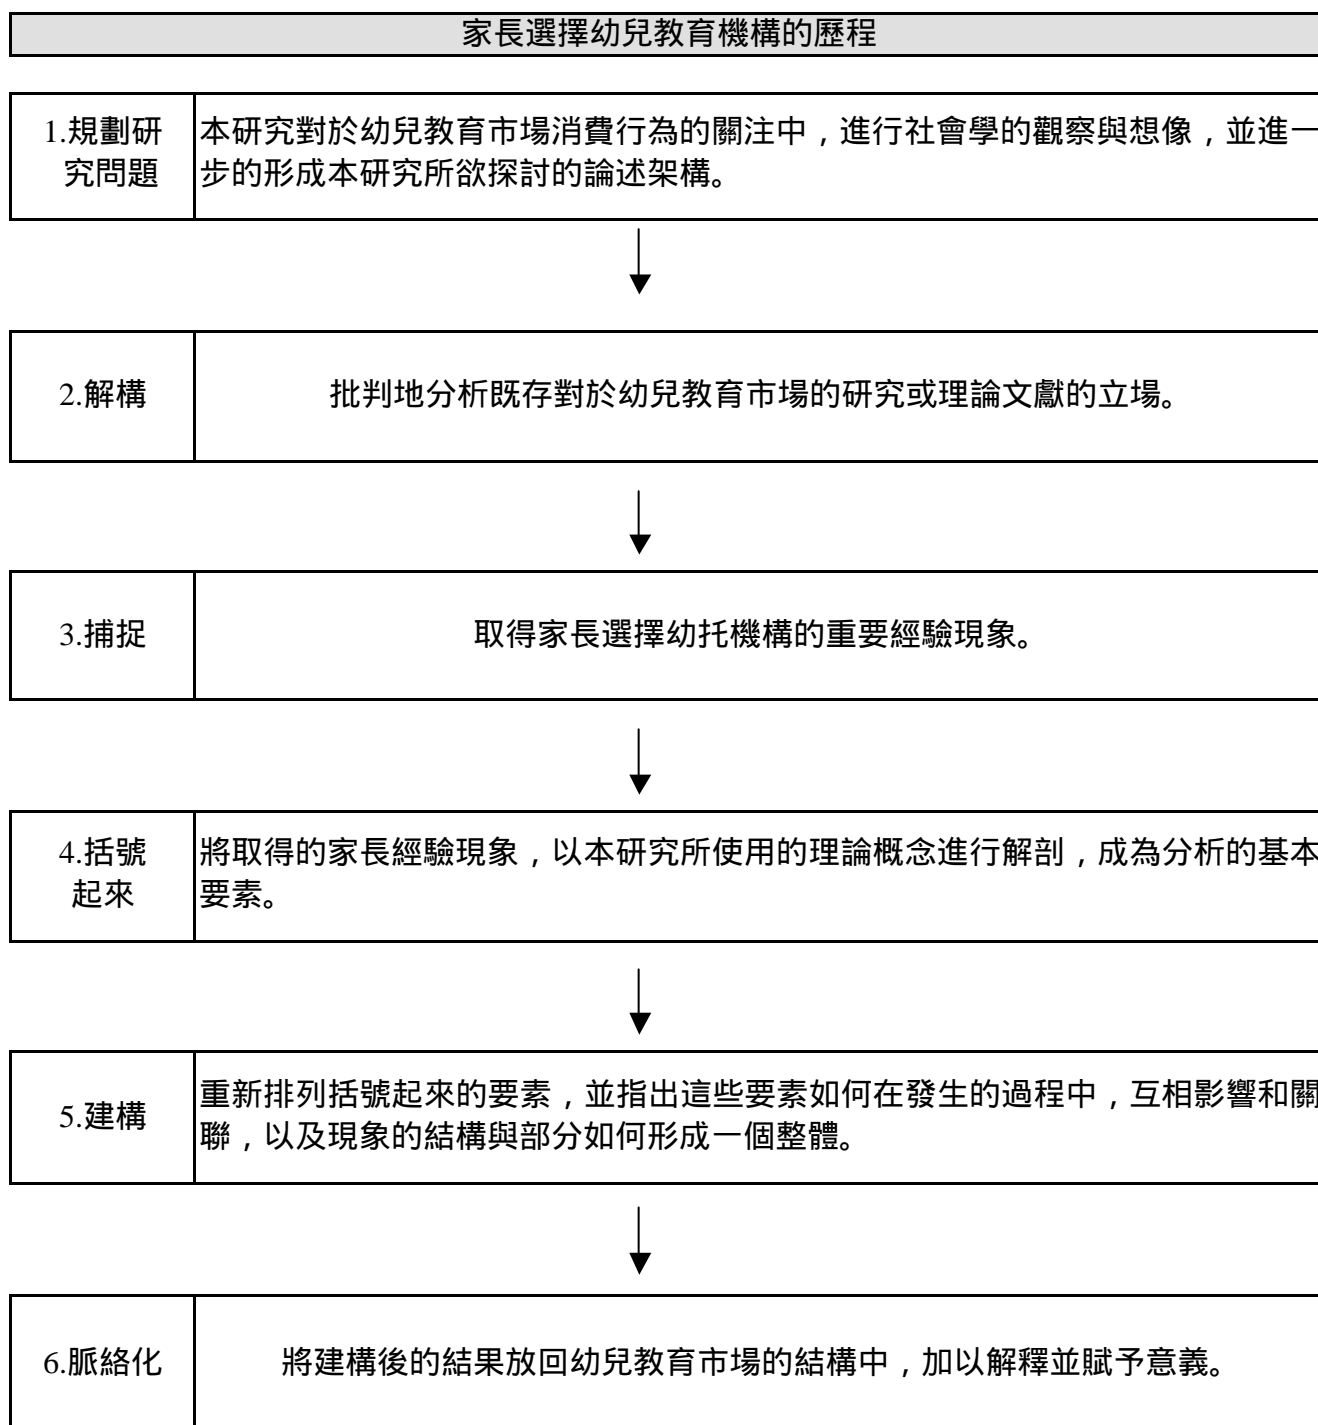 家長選擇幼兒教育機構的歷程
1.規劃研
究問題
本研究對於幼兒教育市場消費行為的關注中，進行社會學的觀察與想像，並進一
步的形成本研究所欲探討的論述架構。
2.解構
批判地分析既存對於幼兒教育市場的研究或理論文獻的立場。
3.捕捉
取得家長選擇幼托機構的重要經驗現象。
4.括號
起來
將取得的家長經驗現象，以本研究所使用的理論概念進行解剖，成為分析的基本
要素。
5.建構
重新排列括號起來的要素，並指出這些要素如何在發生的過程中，互相影響和關
聯，以及現象的結構與部分如何形成一個整體。
6.脈絡化
將建構後的結果放回幼兒教育市場的結構中，加以解釋並賦予意義。